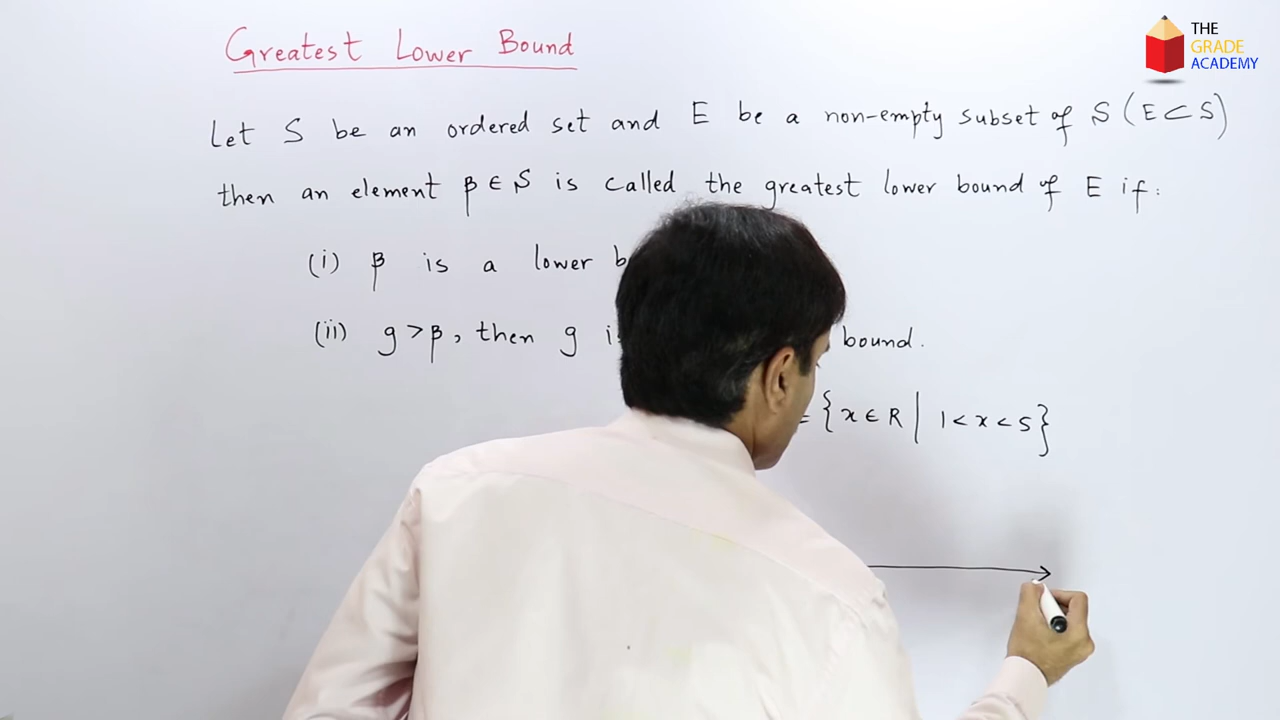 Greatest Lower Bound
THE
GRADE
ACADEMY
Let S be an ordered set and E be a non-empty subset of S (E⊂S)
then an element β ∈ S is called the greatest lower bound of E if:
(i) β is a lower b
(ii) g > β, then g i bound.
= {x ∈ R | 1 < x < 5}